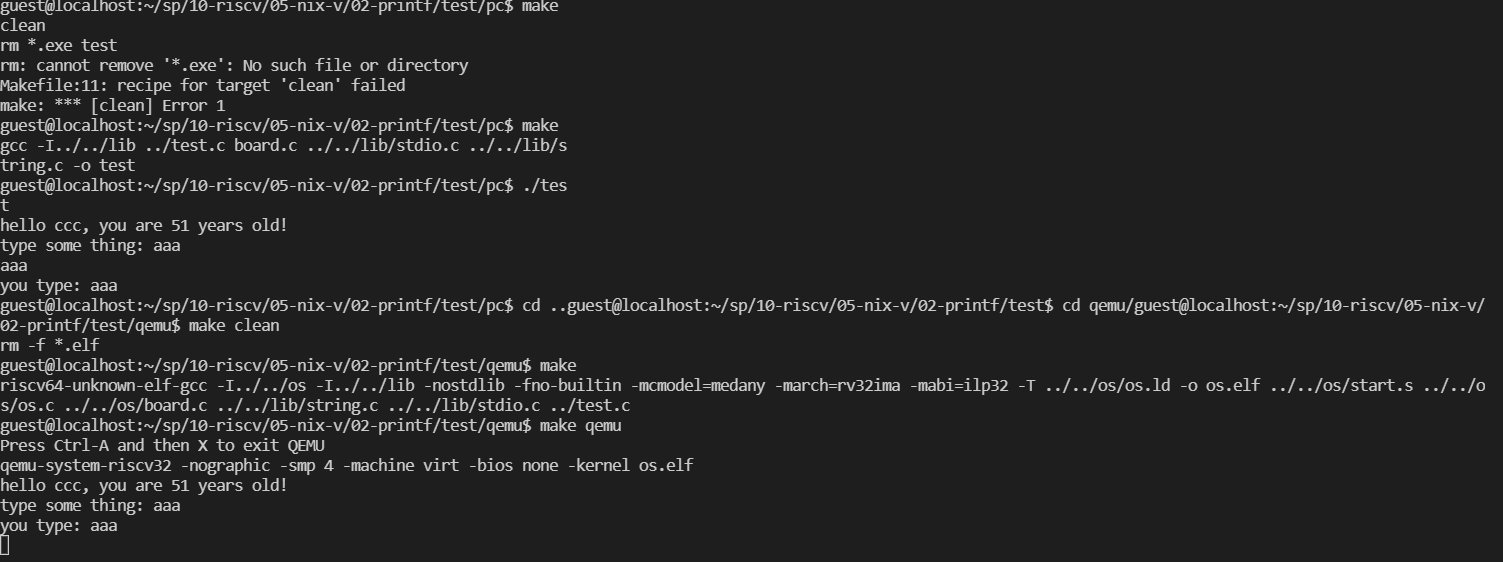 guest@localhost:~/sp/10-riscv/05-nix-v/02-printf/test/pc$ make
clean
rm *.exe test
rm: cannot remove '*.exe': No such file or directory
Makefile:11: recipe for target 'clean' failed
make: *** [clean] Error 1
guest@localhost:~/sp/10-riscv/05-nix-v/02-printf/test/pc$ make
gcc -I../../lib ../test.c board.c ../../lib/stdio.c ../../lib/s
tring.c -o test
guest@localhost:~/sp/10-riscv/05-nix-v/02-printf/test/pc$ ./tes
t
hello ccc, you are 51 years old!
type some thing: aaa
aaa
you type: aaa
guest@localhost:~/sp/10-riscv/05-nix-v/02-printf/test/pc$ cd ..guest@localhost:~/sp/10-riscv/05-nix-v/02-printf/test$ cd qemu/guest@localhost:~/sp/10-riscv/05-nix-v/
02-printf/test/qemu$ make clean
rm -f *.elf
guest@localhost:~/sp/10-riscv/05-nix-v/02-printf/test/qemu$ make
riscv64-unknown-elf-gcc -I../../os -I../../lib -nostdlib -fno-builtin -mcmodel=medany -march=rv32ima -mabi=ilp32 -T ../../os/os.ld -o os.elf ../../os/start.s ../../o
s/os.c ../../os/board.c ../../lib/string.c ../../lib/stdio.c ../test.c
guest@localhost:~/sp/10-riscv/05-nix-v/02-printf/test/qemu$ make qemu
Press Ctrl-A and then X to exit QEMU
qemu-system-riscv32 -nographic -smp 4 -machine virt -bios none -kernel os.elf
hello ccc, you are 51 years old!
type some thing: aaa
you type: aaa